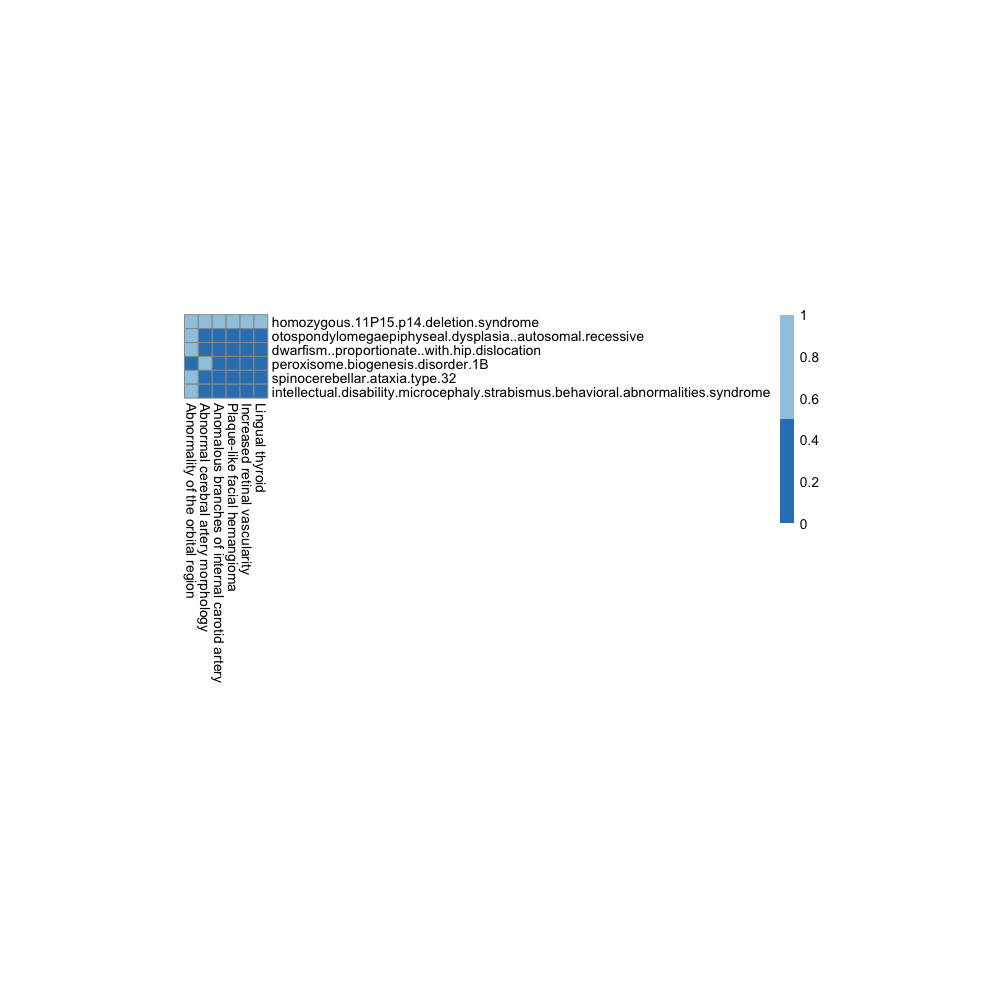 homozygous.11P15.p14.deletion.syndrome
otospondylomegaepiphyseal.dysplasia..autosomal.recessive
dwarfism..proportionate..with.hip.dislocation
peroxisome.biogenesis.disorder.1B
spinocerebellar.ataxia.type.32
intellectual.disability.microcephaly.strabismus.behavioral.abnormalities.syndrome
Abnormality of the orbital region
Abnormal cerebral artery morphology
Anomalous branches of internal carotid artery
Plaque-like facial hemangioma
Increased retinal vascularity
Lingual thyroid
1
0.8
0.6
0.4
0.2
0